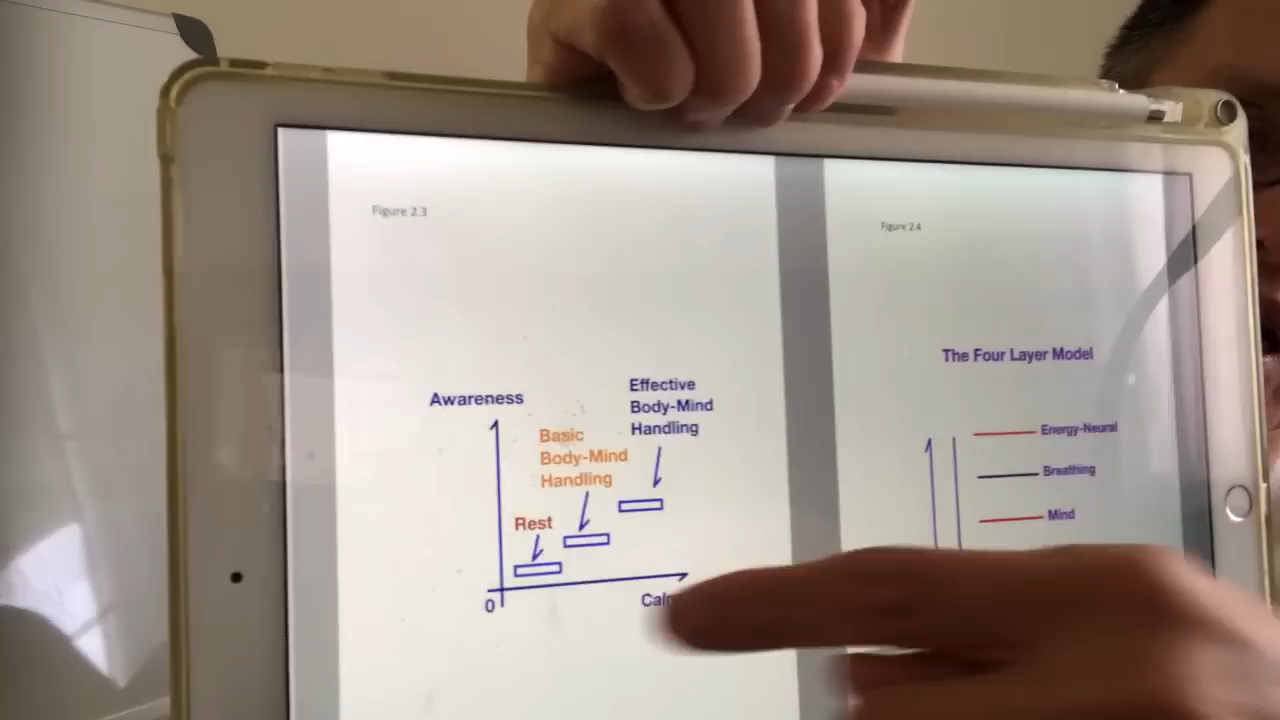 Figure 2.3
Awareness
Effective
Body-Mind
Handling
Basic
Body-Mind
Handling
Rest
0
Figure 2.4
The Four Layer Model
Energy-Neural
Breathing
Mind